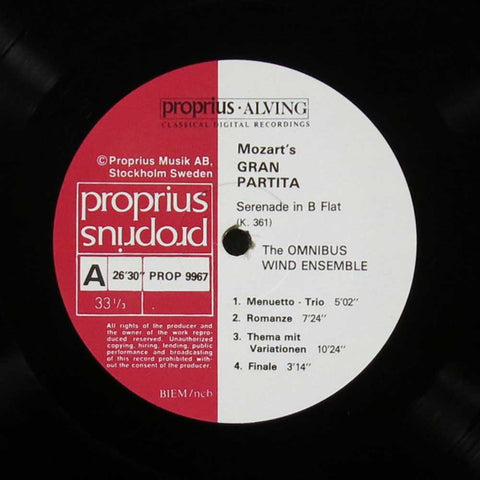 proprius · ALVING
CLASSICAL DIGITAL RECORDINGS
© Proprius Musik AB,
Stockholm Sweden
proprius
proprius
A 26'30" PROP 9967
33 1/3
All rights of the producer and
the owner of the work repro-
duced reserved. Unauthorized
copying, hiring, lending, public
performance and broadcasting
of this record prohibited with-
out the consent of the producer.
BIEM/ncb
Mozart's
GRAN
PARTITA
Serenade in B Flat
(K. 361)
The OMNIBUS
WIND ENSEMBLE
1. Menuetto - Trio 5'02"
2. Romanze 7'24"
3. Thema mit
Variationen 10'24"
4. Finale 3'14"